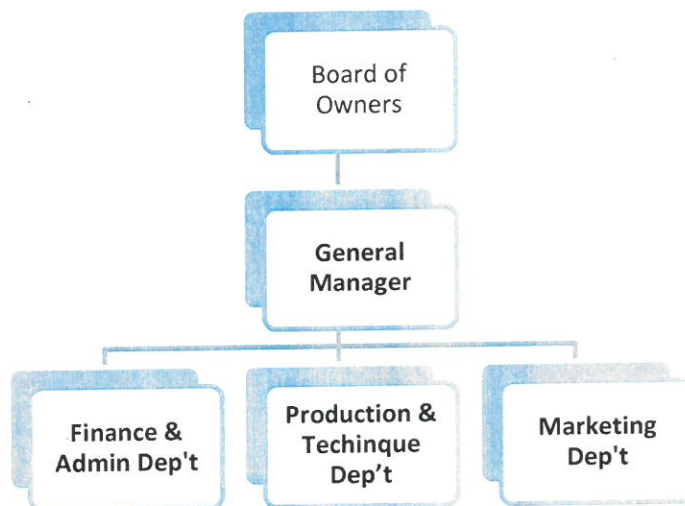 Board of
Owners
General
Manager
Finance &
Admin Dep't
Production &
Techinque
Dep’t
Marketing
Dep't